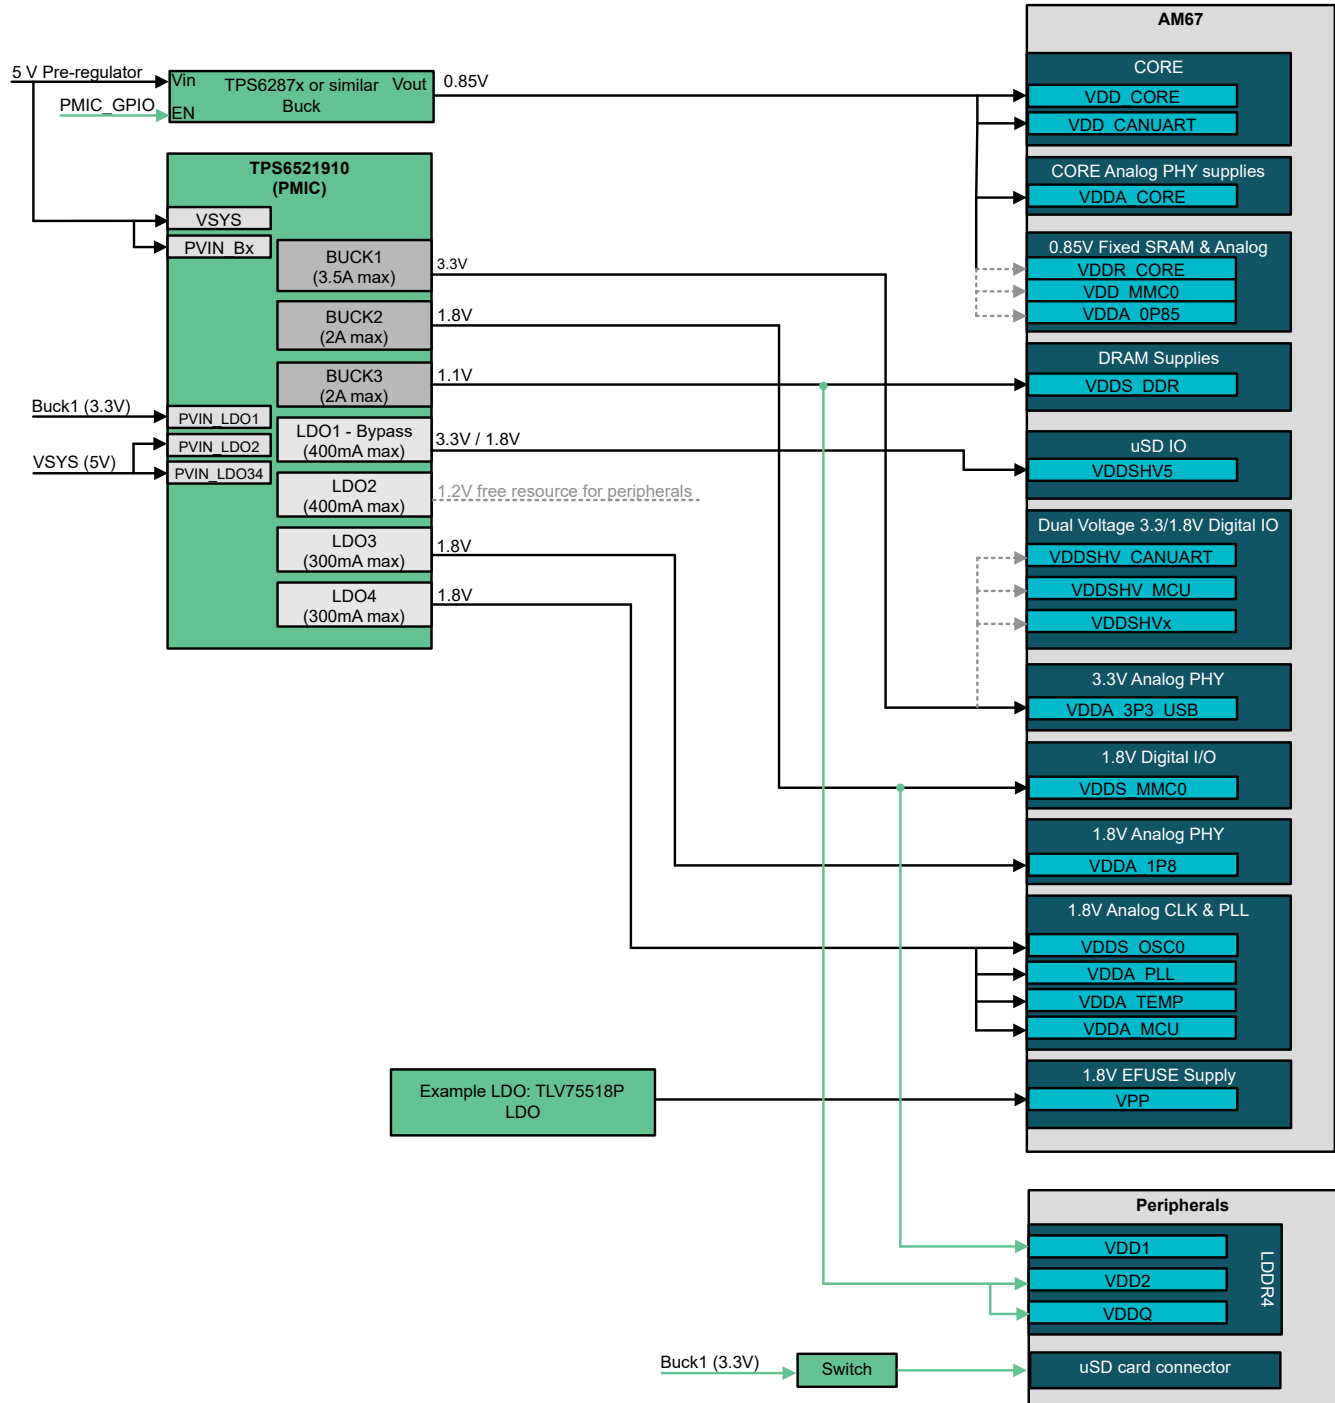 AM67
5 V Pre-regulator
Vin
TPS6287x or similar
Vout
Buck
PMIC_GPIO
EN
0.85V
CORE
VDD_CORE
VDD_CANUART
TPS6521910
(PMIC)
VSYS
PVIN_Bx
CORE Analog PHY supplies
VDDA_CORE
BUCK1
(3.5A max)
3.3V
0.85V Fixed SRAM & Analog
VDDR_CORE
VDD_MMC0
VDDA_0P85
BUCK2
(2A max)
1.8V
BUCK3
(2A max)
1.1V
DRAM Supplies
VDDS_DDR
Buck1 (3.3V)
PVIN_LDO1
VSYS (5V)
PVIN_LDO2
PVIN_LDO34
LDO1 - Bypass
(400mA max)
3.3V / 1.8V
uSD IO
VDDSHV5
LDO2
(400mA max)
1.2V free resource for peripherals
LDO3
(300mA max)
1.8V
Dual Voltage 3.3/1.8V Digital IO
VDDSHV_CANUART
VDDSHV_MCU
VDDSHVx
LDO4
(300mA max)
1.8V
3.3V Analog PHY
VDDA_3P3_USB
1.8V Digital I/O
VDDS_MMC0
1.8V Analog PHY
VDDA_1P8
1.8V Analog CLK & PLL
VDDS_OSC0
VDDA_PLL
VDDA_TEMP
VDDA_MCU
Example LDO: TLV75518P
LDO
1.8V EFUSE Supply
VPP
Peripherals
VDD1
VDD2
VDDQ
LDDR4
Buck1 (3.3V)
Switch
uSD card connector